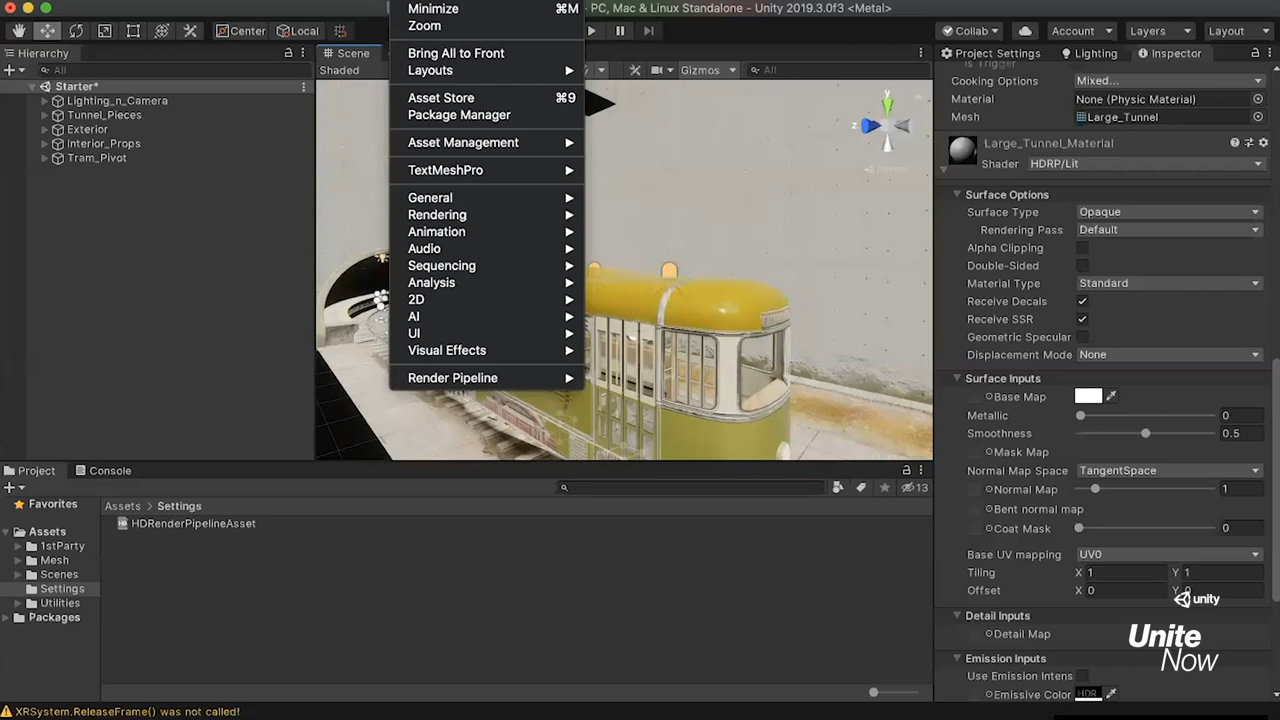 - PC, Mac & Linux Standalone - Unity 2019.3.0f3 <Metal>
Minimize ⌘M
Zoom
Bring All to Front
Layouts
Asset Store ⌘9
Package Manager
Asset Management
TextMeshPro
General
Rendering
Animation
Audio
Sequencing
Analysis
2D
AI
UI
Visual Effects
Render Pipeline
Center Local
Collab Account Layers Layout
Hierarchy
All
Starter*
Lighting_n_Camera
Tunnel_Pieces
Exterior
Interior_Props
Tram_Pivot
Scene
Shaded Gizmos All
y
z
Project Settings Lighting Inspector
Is Trigger
Cooking Options Mixed...
Material None (Physic Material)
Mesh Large_Tunnel
Large_Tunnel_Material
Shader HDRP/Lit
Surface Options
Surface Type Opaque
Rendering Pass Default
Alpha Clipping
Double-Sided
Material Type Standard
Receive Decals
Receive SSR
Geometric Specular
Displacement Mode None
Surface Inputs
Base Map
Metallic 0
Smoothness 0.5
Mask Map
Normal Map Space TangentSpace
Normal Map 1
Bent normal map
Coat Mask 0
Base UV mapping UV0
Tiling X 1 Y 1
Offset X 0 Y 0
Detail Inputs
Detail Map
Emission Inputs
Use Emission Intens
Emissive Color HDR
unity
Unite
Now
Project Console
13
Favorites
Assets
1stParty
Mesh
Scenes
Settings
Utilities
Packages
Assets > Settings
HDRenderPipelineAsset
XRSystem.ReleaseFrame() was not called!